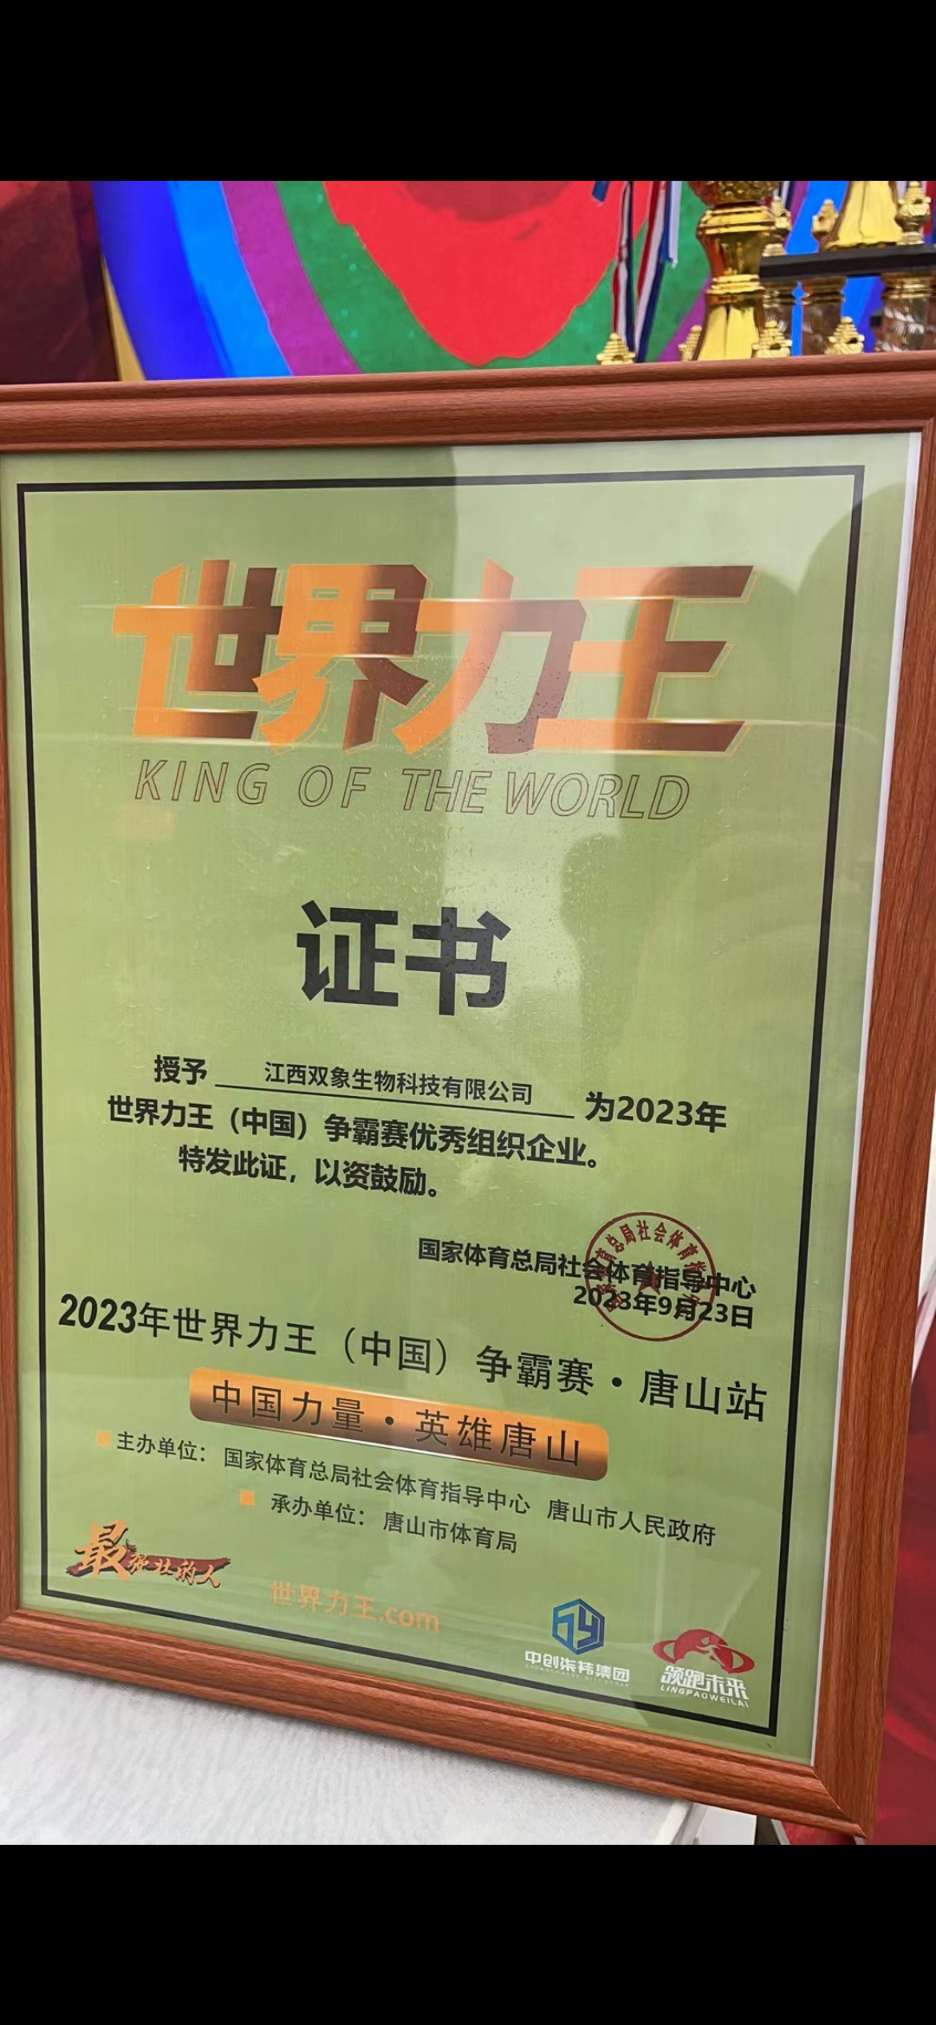 世界力王
KING OF THE WORLD
证书
授予 江西双象生物科技有限公司 为2023年
世界力王（中国）争霸赛优秀组织企业。
特发此证，以资鼓励。
国家体育总局社会体育指导中心
2023年9月23日
2023年世界力王（中国）争霸赛·唐山站
中国力量·英雄唐山
主办单位： 国家体育总局社会体育指导中心 唐山市人民政府
承办单位： 唐山市体育局
最强壮的人
世界力王.com
中创柒祎集团
领跑未来
LINGPAOWEILAI